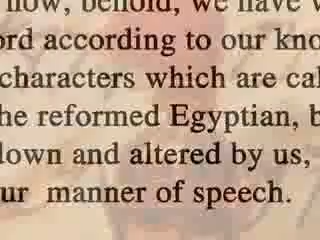 now, behold, we have
ord according to our kno
characters which are cal
he reformed Egyptian, b
down and altered by us,
ur manner of speech.